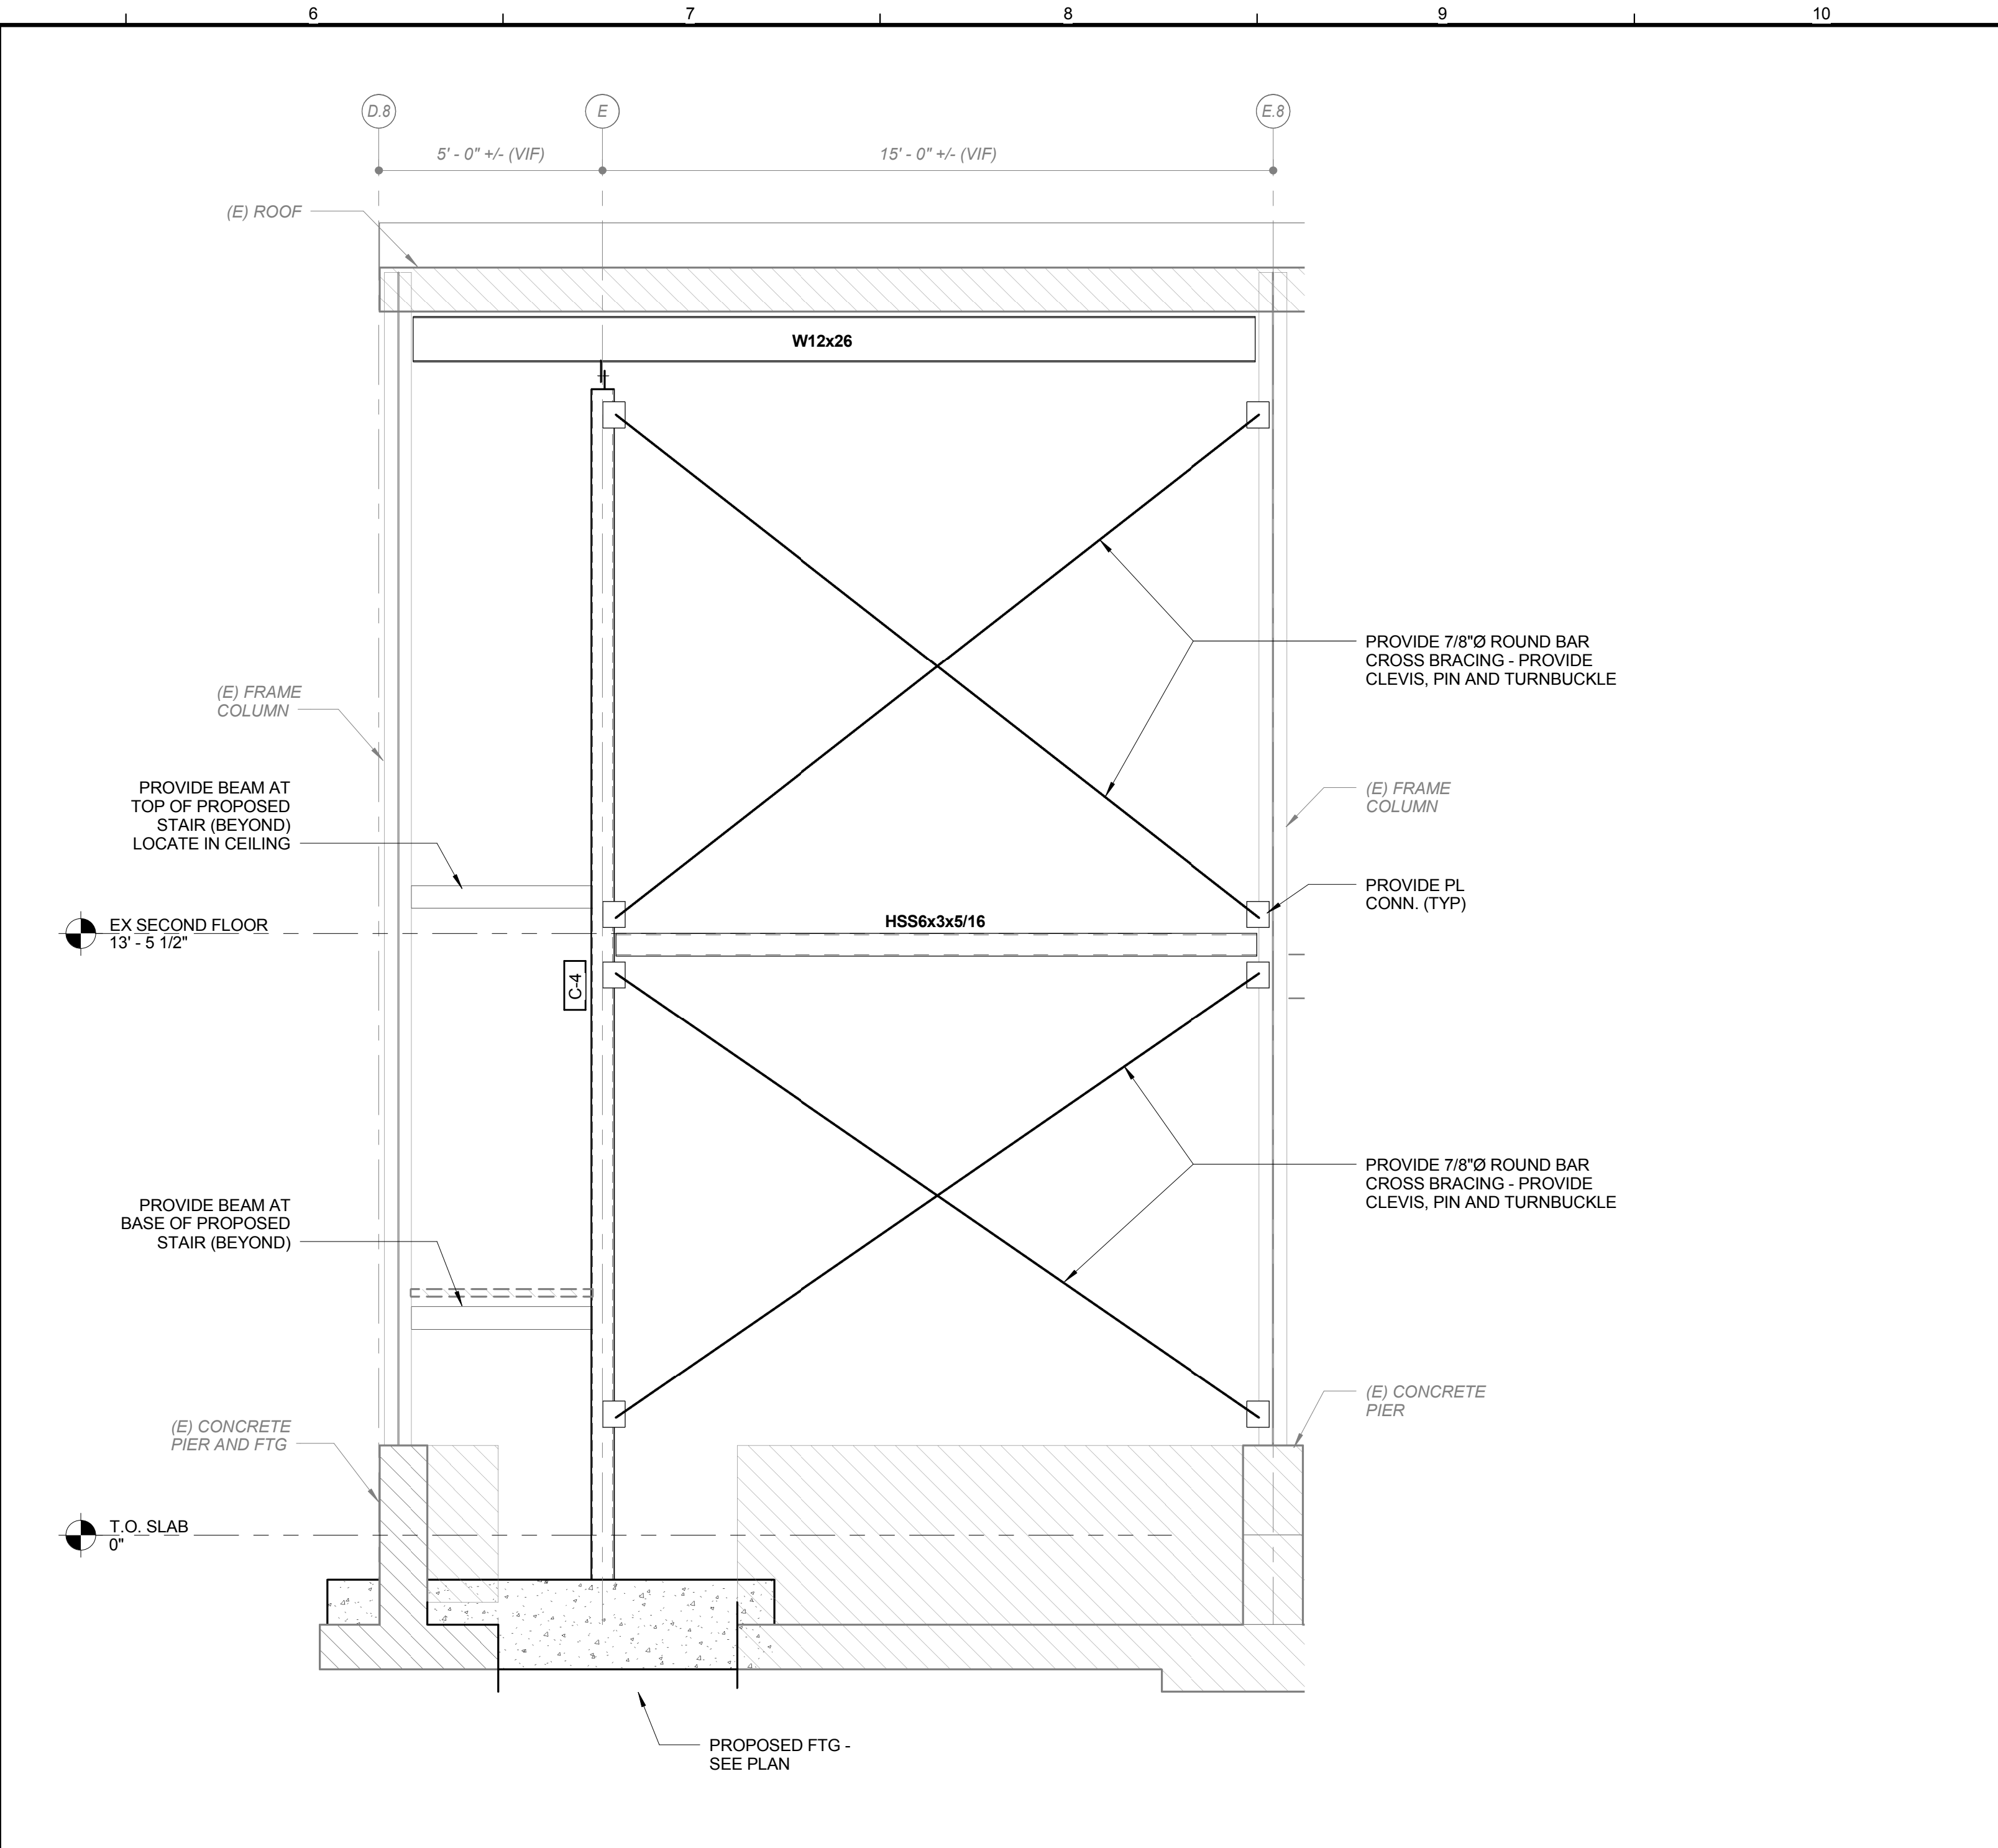 6 7 8 9 10
D.8 E E.8
5' - 0" +/- (VIF) 15' - 0" +/- (VIF)
(E) ROOF
W12x26
PROVIDE 7/8"Ø ROUND BAR
CROSS BRACING - PROVIDE
CLEVIS, PIN AND TURNBUCKLE
(E) FRAME
COLUMN
PROVIDE BEAM AT
TOP OF PROPOSED
STAIR (BEYOND)
LOCATE IN CEILING
(E) FRAME
COLUMN
PROVIDE PL
CONN. (TYP)
HSS6x3x5/16
EX SECOND FLOOR
13' - 5 1/2"
C-4
PROVIDE 7/8"Ø ROUND BAR
CROSS BRACING - PROVIDE
CLEVIS, PIN AND TURNBUCKLE
PROVIDE BEAM AT
BASE OF PROPOSED
STAIR (BEYOND)
(E) CONCRETE
PIER
(E) CONCRETE
PIER AND FTG
T.O. SLAB
0"
PROPOSED FTG -
SEE PLAN